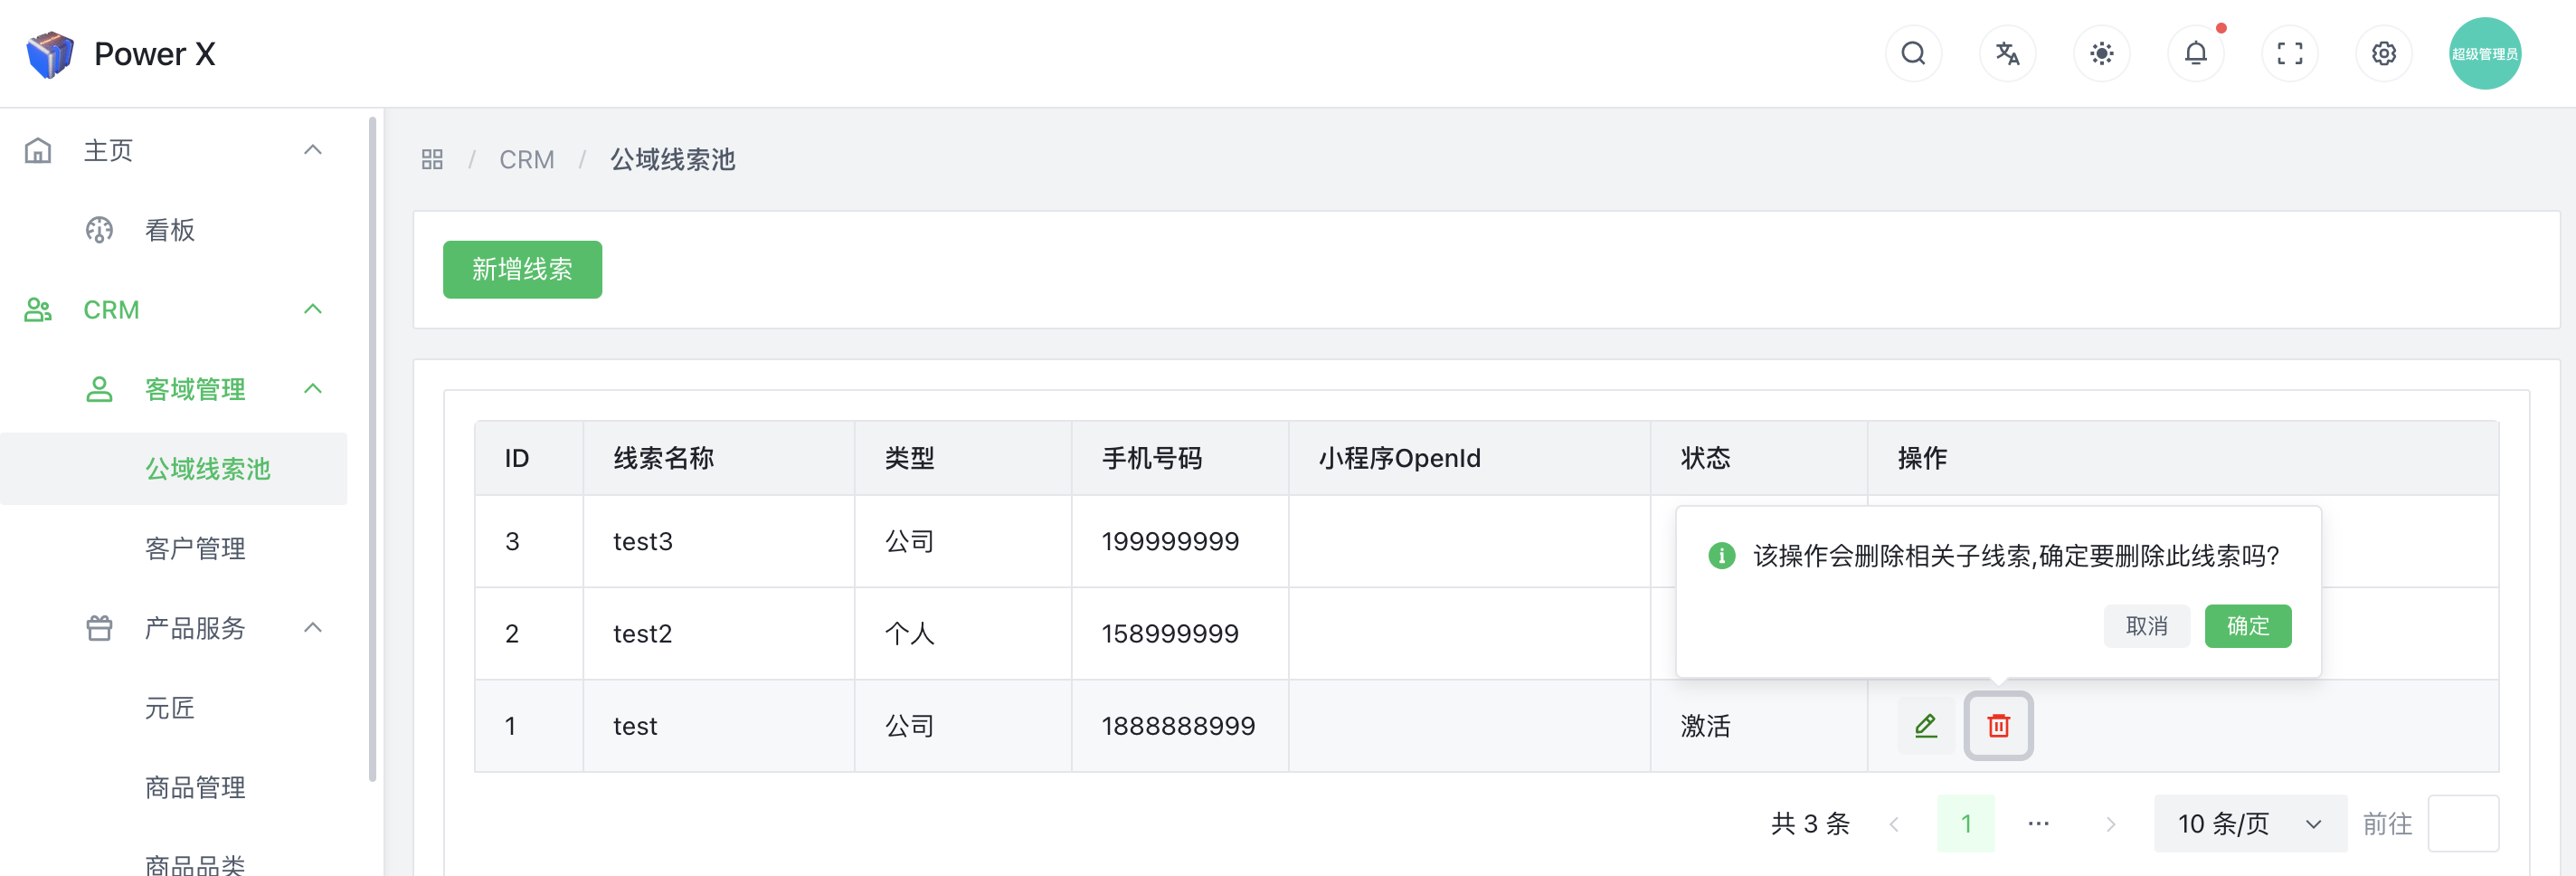 Power X
超级管理员
主页
看板
CRM
客域管理
公域线索池
客户管理
产品服务
元匠
商品管理
商品品类
/ CRM / 公域线索池
新增线索
ID 线索名称 类型 手机号码 小程序OpenId 状态 操作
3 test3 公司 199999999
2 test2 个人 158999999
1 test 公司 1888888999 激活
该操作会删除相关子线索,确定要删除此线索吗?
取消 确定
共 3 条 1 ··· 10 条/页 前往